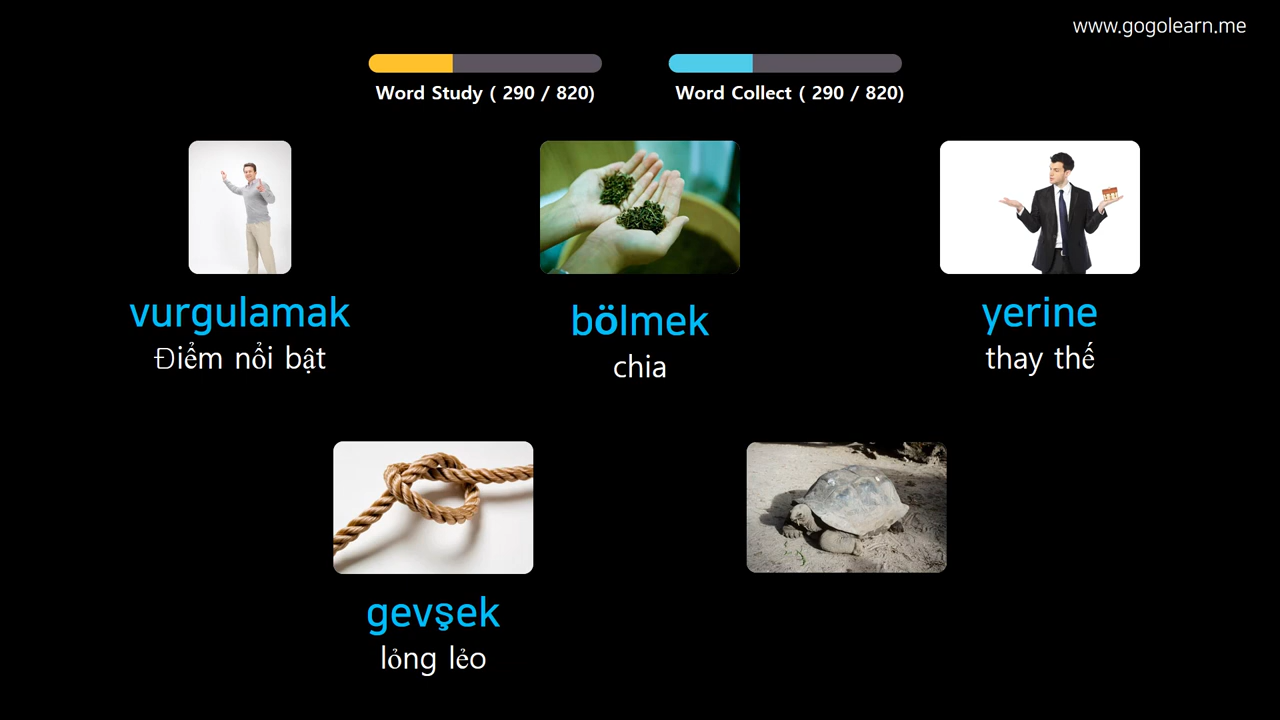 www.gogolearn.me
Word Study ( 290 / 820)
Word Collect ( 290 / 820)
vurgulamak
Điểm nổi bật
bölmek
chia
yerine
thay thế
gevşek
lỏng lẻo